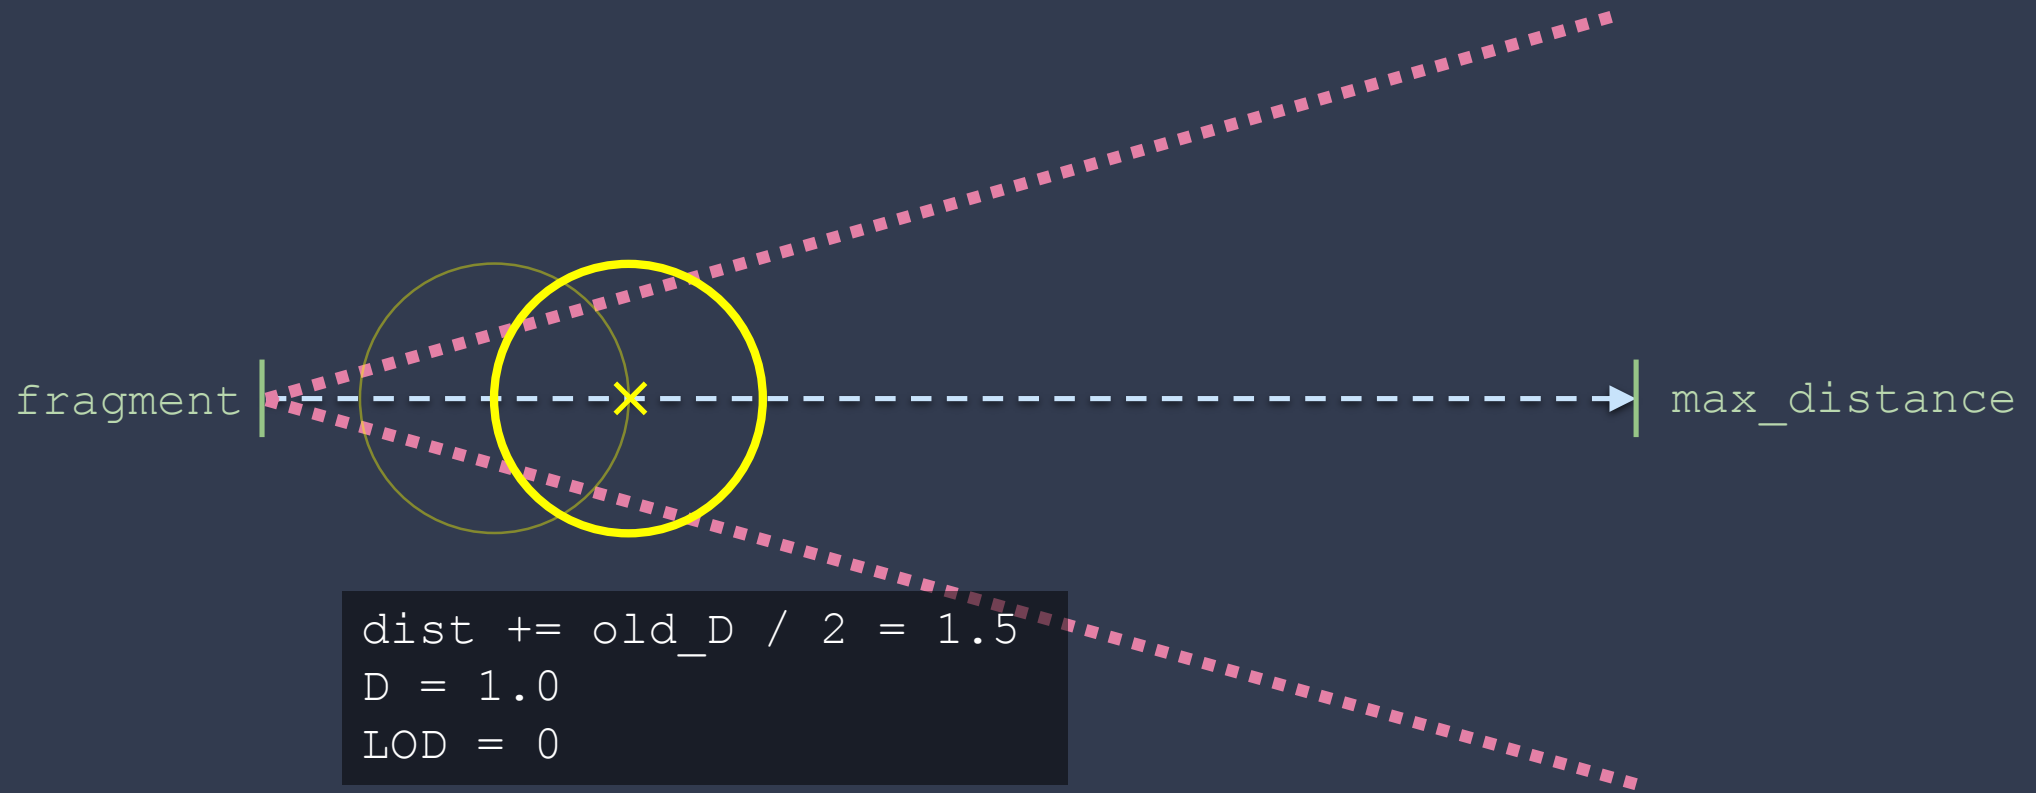 fragment
max_distance
dist += old_D / 2 = 1.5
D = 1.0
LOD = 0